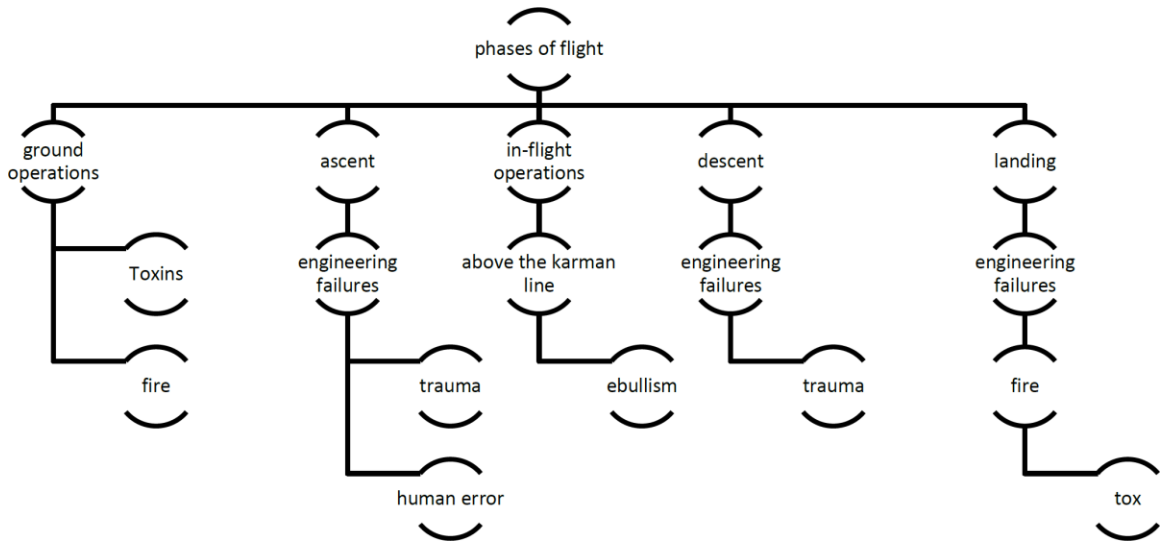 phases of flight
ground
operations
ascent
in-flight
operations
descent
landing
Toxins
engineering
failures
above the karman
line
engineering
failures
engineering
failures
fire
trauma
ebullism
trauma
fire
human error
tox